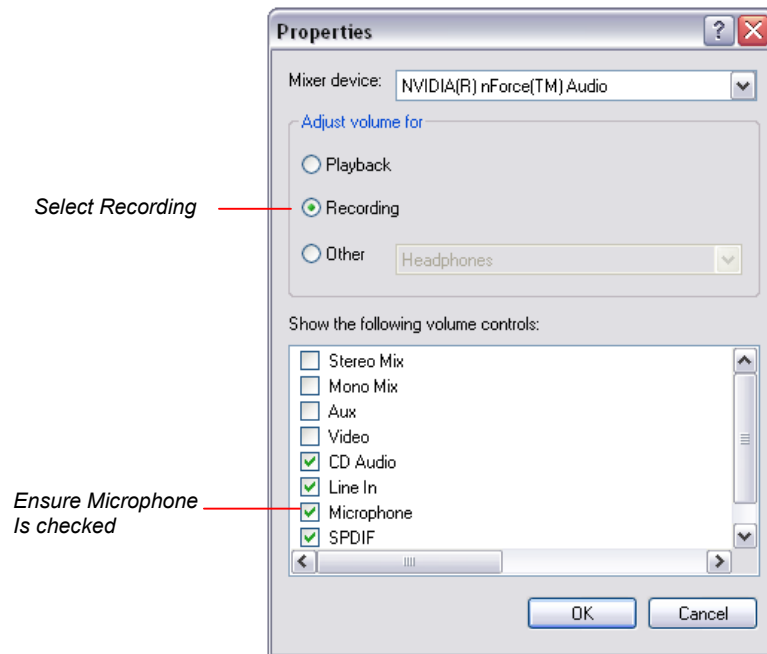 Properties
Mixer device: NVIDIA(R) nForce(TM) Audio
Adjust volume for
Playback
Select Recording
Recording
Other Headphones
Show the following volume controls:
Stereo Mix
Mono Mix
Aux
Video
CD Audio
Line In
Ensure Microphone
Is checked
Microphone
SPDIF
OK Cancel